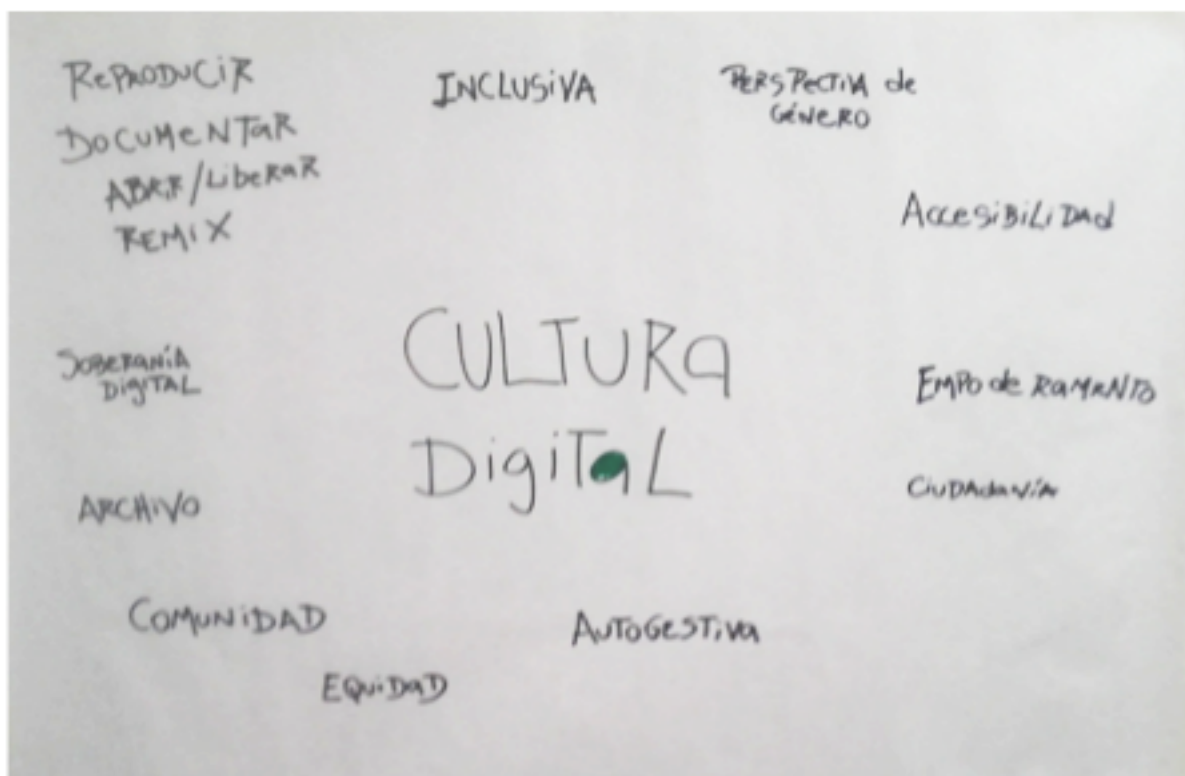 REPRODUCIR
DOCUMENTAR
ABRIR/LIBERAR
REMIX
INCLUSIVA
PERSPECTIVA de
GÉNERO
ACCESIBILIDAD
CULTURA
DIGITAL
SOBERANÍA
DIGITAL
EMPODERAMIENTO
ARCHIVO
CIUDADANÍA
COMUNIDAD
AUTOGESTIVA
EQUIDAD